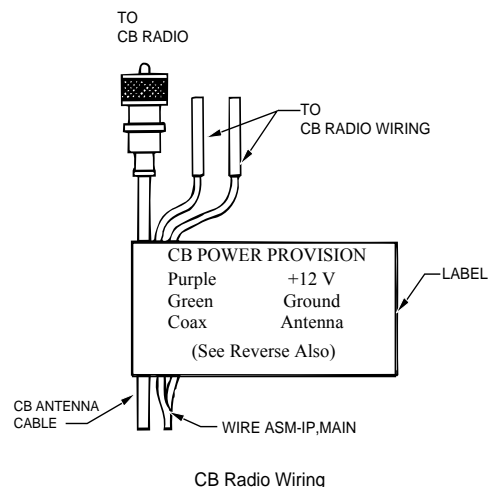 TO
CB RADIO
TO
CB RADIO WIRING
CB POWER PROVISION
Purple +12 V
Green Ground
Coax Antenna
(See Reverse Also)
LABEL
CB ANTENNA
CABLE
WIRE ASM-IP,MAIN
CB Radio Wiring